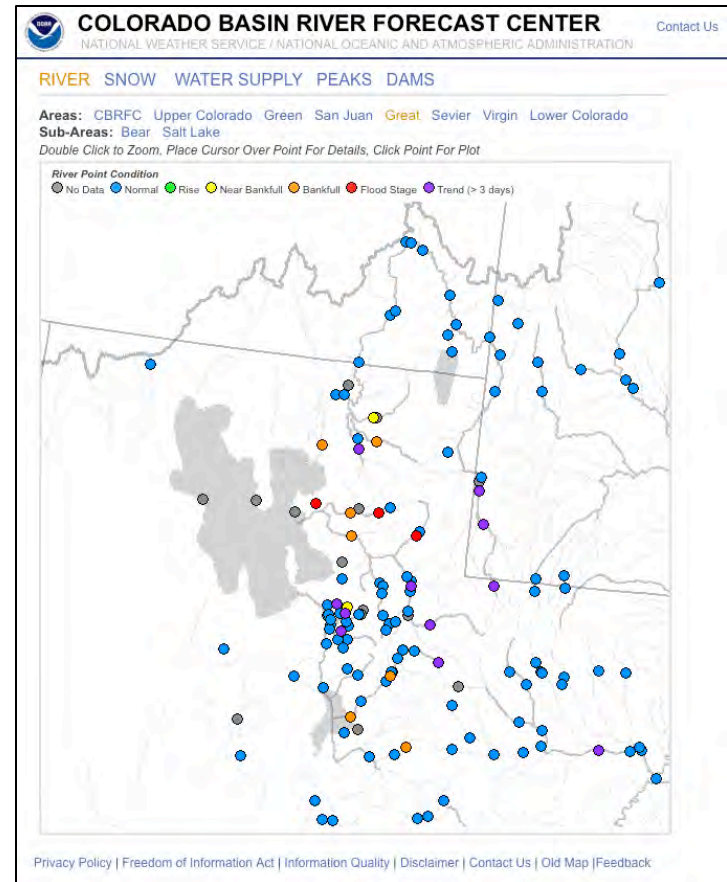 NOAA
COLORADO BASIN RIVER FORECAST CENTER
Contact Us
NATIONAL WEATHER SERVICE / NATIONAL OCEANIC AND ATMOSPHERIC ADMINISTRATION
RIVER SNOW WATER SUPPLY PEAKS DAMS
Areas: CBRFC Upper Colorado Green San Juan Great Sevier Virgin Lower Colorado
Sub-Areas: Bear Salt Lake
Double Click to Zoom, Place Cursor Over Point For Details, Click Point For Plot
River Point Condition
No Data Normal Rise Near Bankfull Bankfull Flood Stage Trend (> 3 days)
Privacy Policy | Freedom of Information Act | Information Quality | Disclaimer | Contact Us | Old Map |Feedback